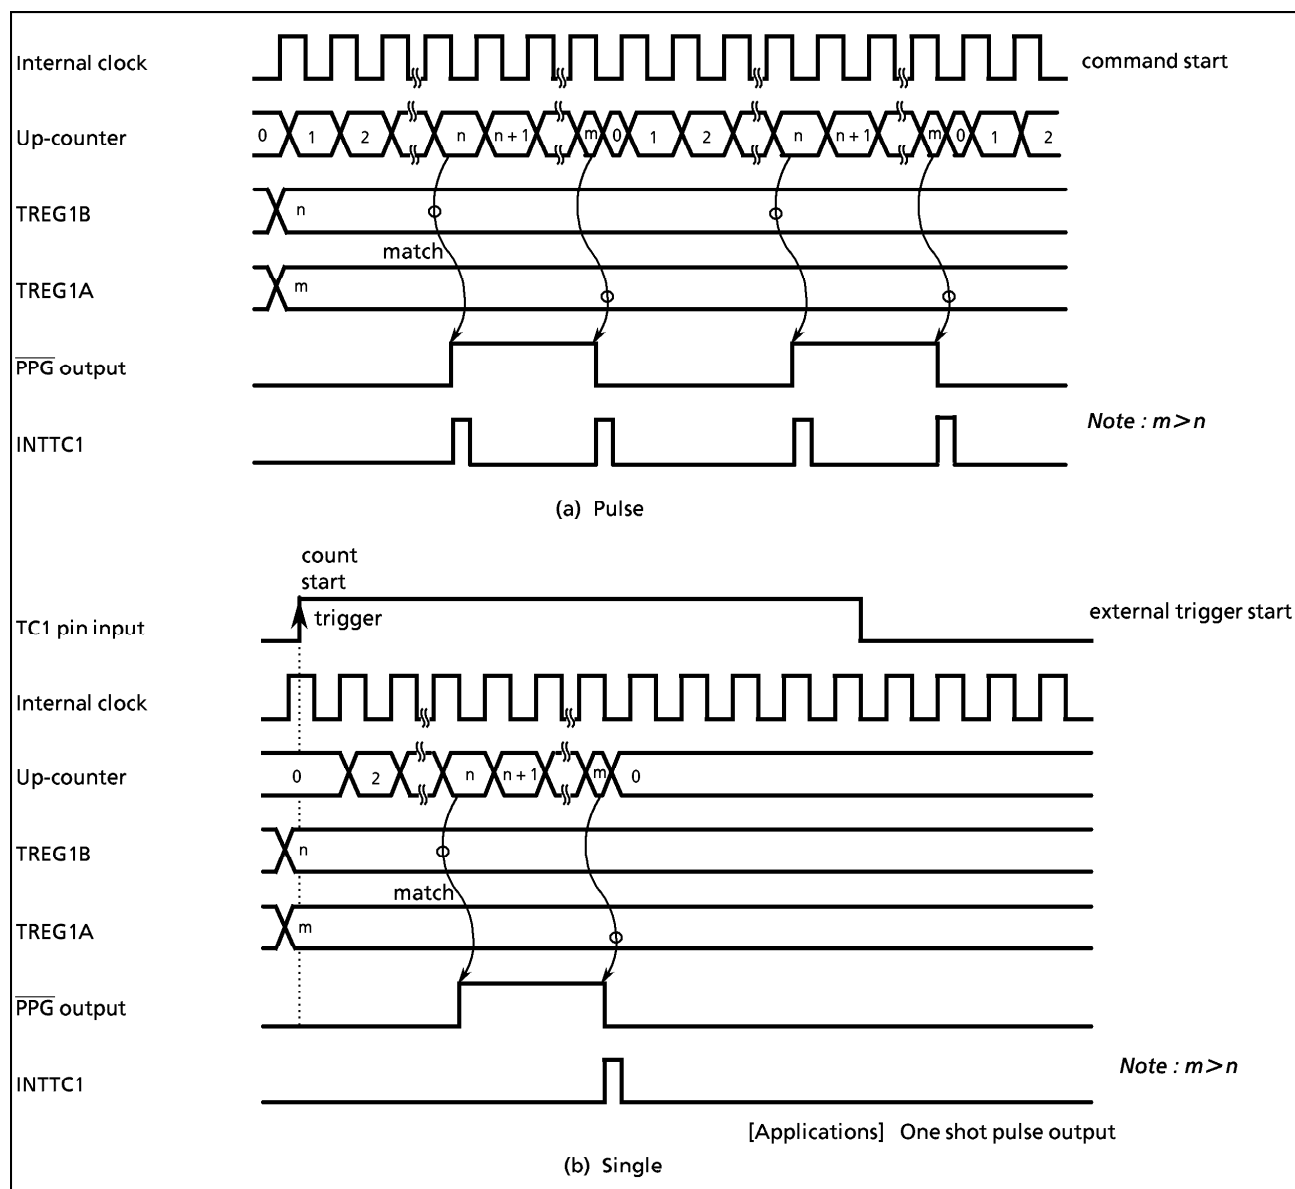 Internal clock
command start
Up-counter
0 1 2 n n + 1 m 0 1 2 n n + 1 m 0 1 2
TREG1B
n
match
TREG1A
m
P̅P̅G̅ output
Note : m>n
INTTC1
(a) Pulse
count
start
trigger
TC1 pin input
external trigger start
Internal clock
Up-counter
0 2 n n + 1 m 0
TREG1B
n
match
TREG1A
m
P̅P̅G̅ output
Note : m>n
INTTC1
[Applications] One shot pulse output
(b) Single